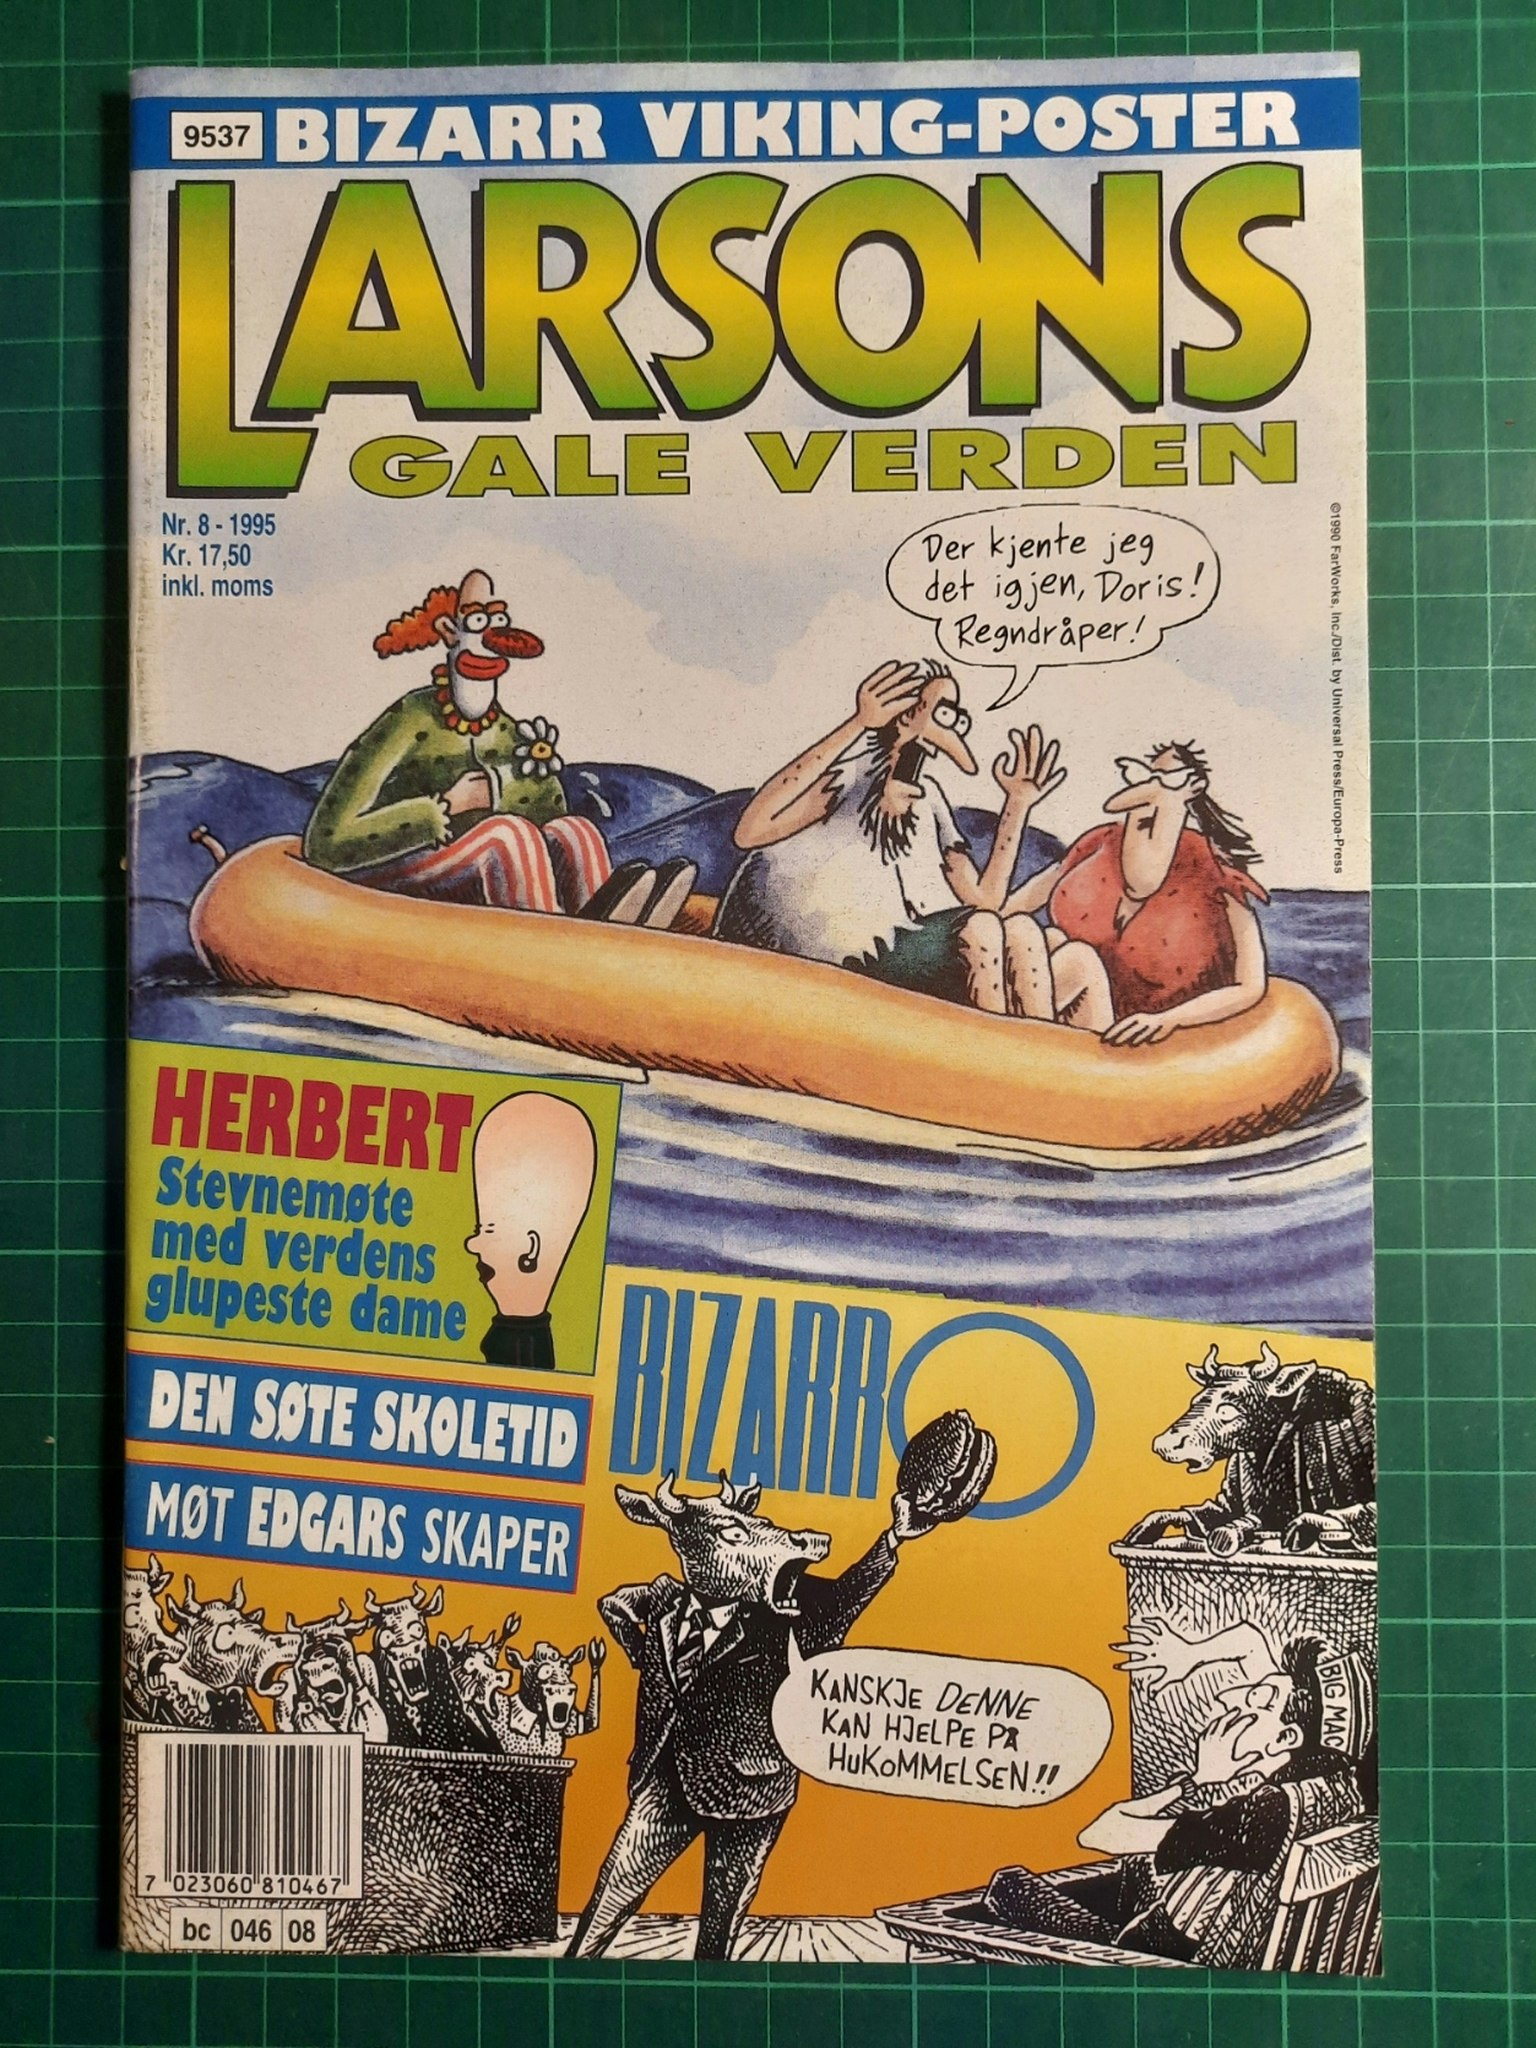 9537 BIZARR VIKING-POSTER
LARSONS
GALE VERDEN
Nr. 8 - 1995
Kr. 17,50
inkl. moms
Der kjente jeg
det igjen, Doris!
Regndråper!
©1990 FarWorks, Inc./Dist. by Universal Press/Europa-Press
HERBERT
Stevnemøte
med verdens
glupeste dame
DEN SØTE SKOLETID
MØT EDGARS SKAPER
BIZARRO
KANSKJE DENNE
KAN HJELPE PÅ
HUKOMMELSEN!!
BIG MAC
7 023060 810467
bc 046 08